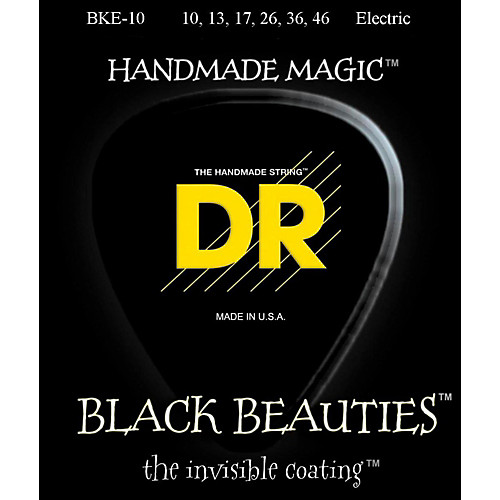 BKE-10 10, 13, 17, 26, 36, 46 Electric
HANDMADE MAGIC™
THE HANDMADE STRING™
DR
MADE IN U.S.A.
BLACK BEAUTIES™
the invisible coating™